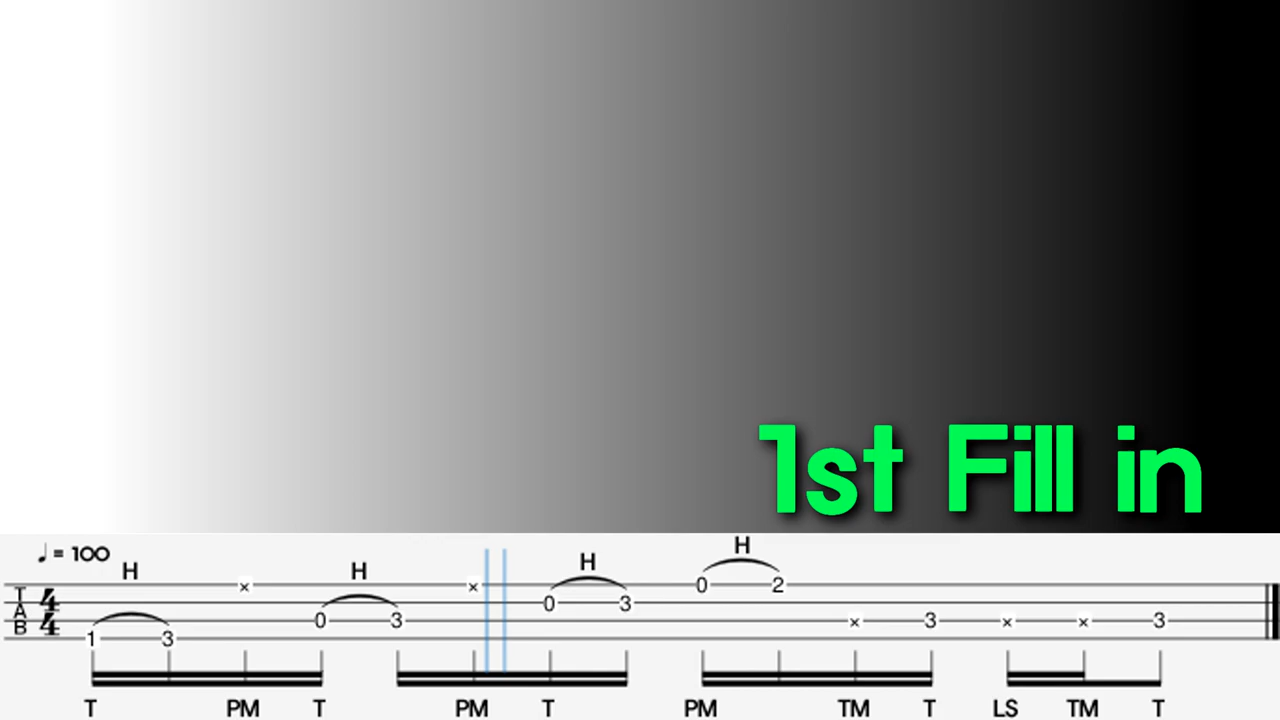 1st Fill in
♩= 100
H H H H
T
A
B
4
4
× × 0 3 0 2
0 3 × 3 × × 3
1 3
T PM T PM T PM TM T LS TM T